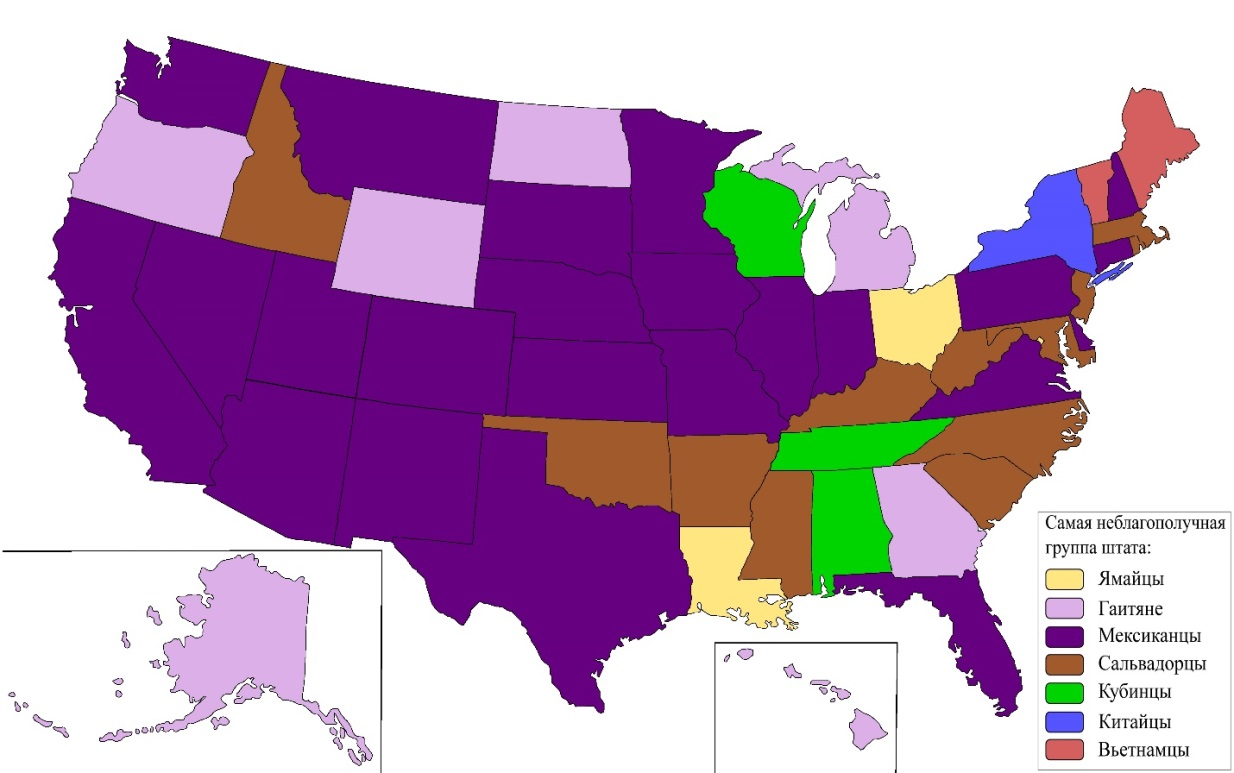 Самая неблагополучная
группа штата:
Ямайцы
Гаитяне
Мексиканцы
Сальвадорцы
Кубинцы
Китайцы
Вьетнамцы